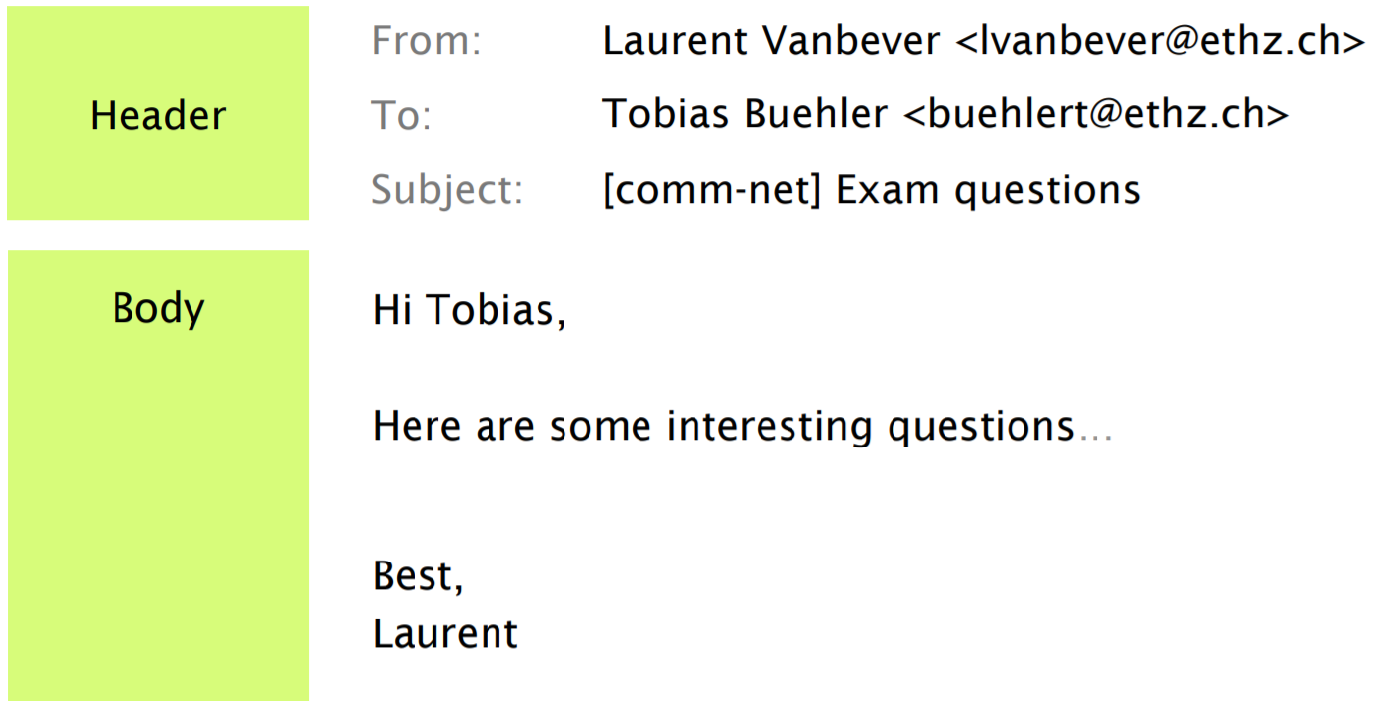 Header
From: Laurent Vanbever <lvanbever@ethz.ch>
To: Tobias Buehler <buehlert@ethz.ch>
Subject: [comm-net] Exam questions
Body
Hi Tobias,
Here are some interesting questions…
Best,
Laurent